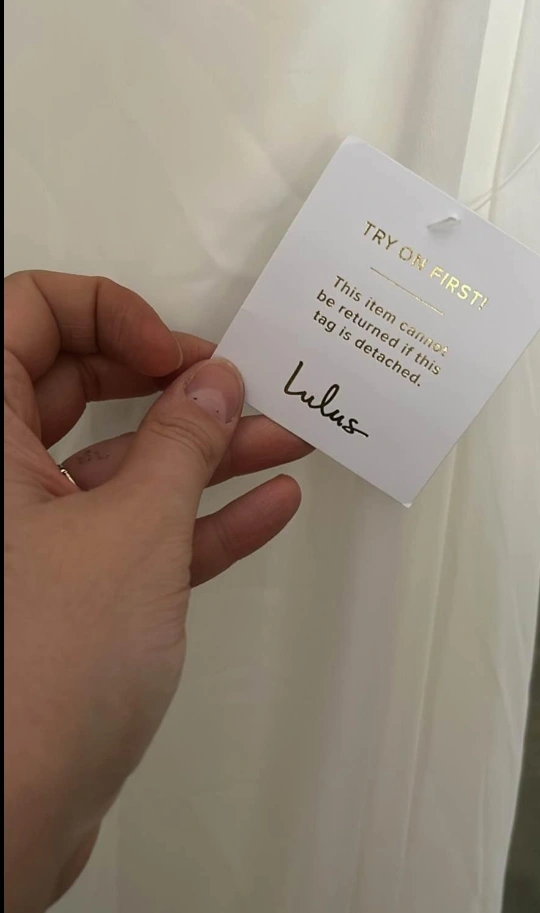 TRY ON FIRST!
This item cannot
be returned if this
tag is detached.
Lulus